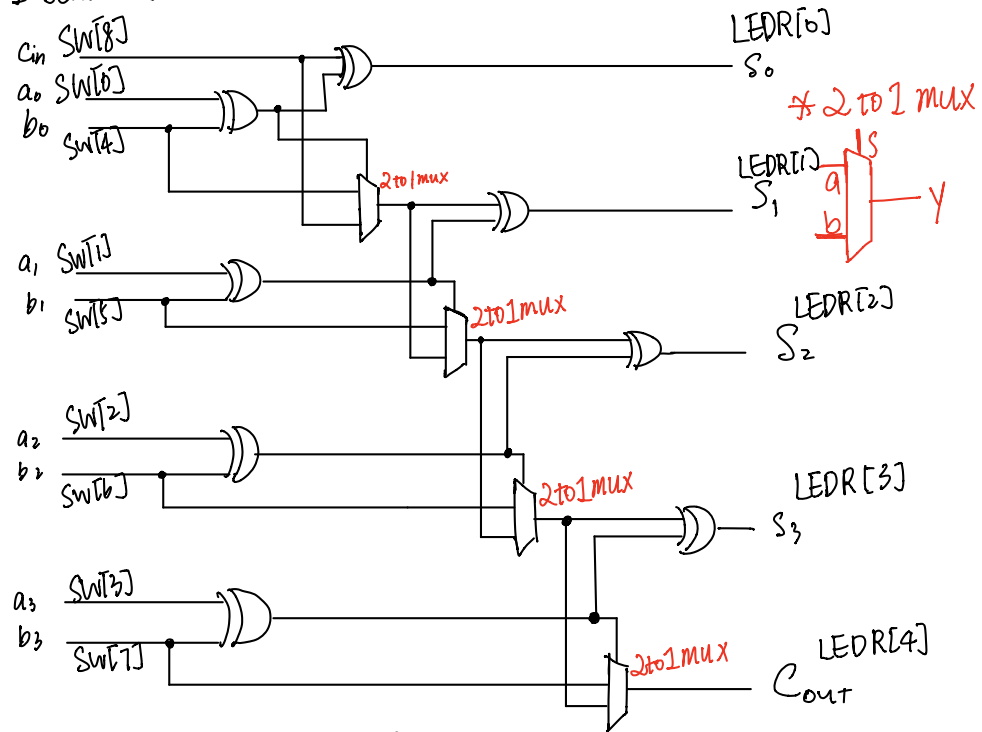 Cin SW[8]
LEDR[0]
S0
a0 SW[0]
b0
SW[4]
* 2 to 1 mux
S
a
b
Y
2to1mux
LEDR[1]
S1
a1 SW[1]
b1
SW[5]
2to1mux
LEDR[2]
S2
SW[2]
a2
b2
SW[6]
2to1mux
LEDR[3]
S3
a3 SW[3]
b3
SW[7]
2to1mux
LEDR[4]
Cout